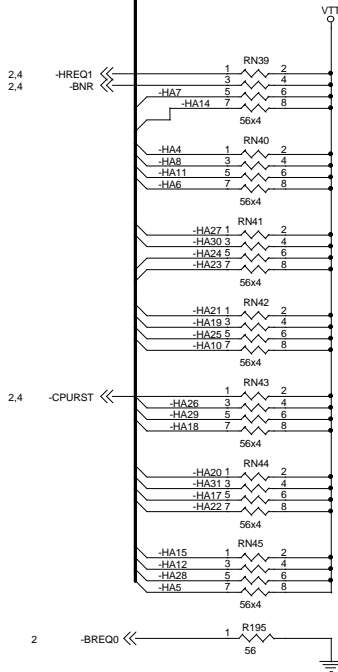 VTT
RN39
2,4 -HREQ1 1 2
2,4 -BNR 3 4
-HA7 5 6
-HA14 7 8
56x4
RN40
-HA4 1 2
-HA8 3 4
-HA11 5 6
-HA6 7 8
56x4
RN41
-HA27 1 2
-HA30 3 4
-HA24 5 6
-HA23 7 8
56x4
RN42
-HA21 1 2
-HA19 3 4
-HA25 5 6
-HA10 7 8
56x4
RN43
2,4 -CPURST 1 2
-HA26 3 4
-HA29 5 6
-HA18 7 8
56x4
RN44
-HA20 1 2
-HA31 3 4
-HA17 5 6
-HA22 7 8
56x4
RN45
-HA15 1 2
-HA12 3 4
-HA28 5 6
-HA5 7 8
56x4
R195
2 -BREQ0 1
56